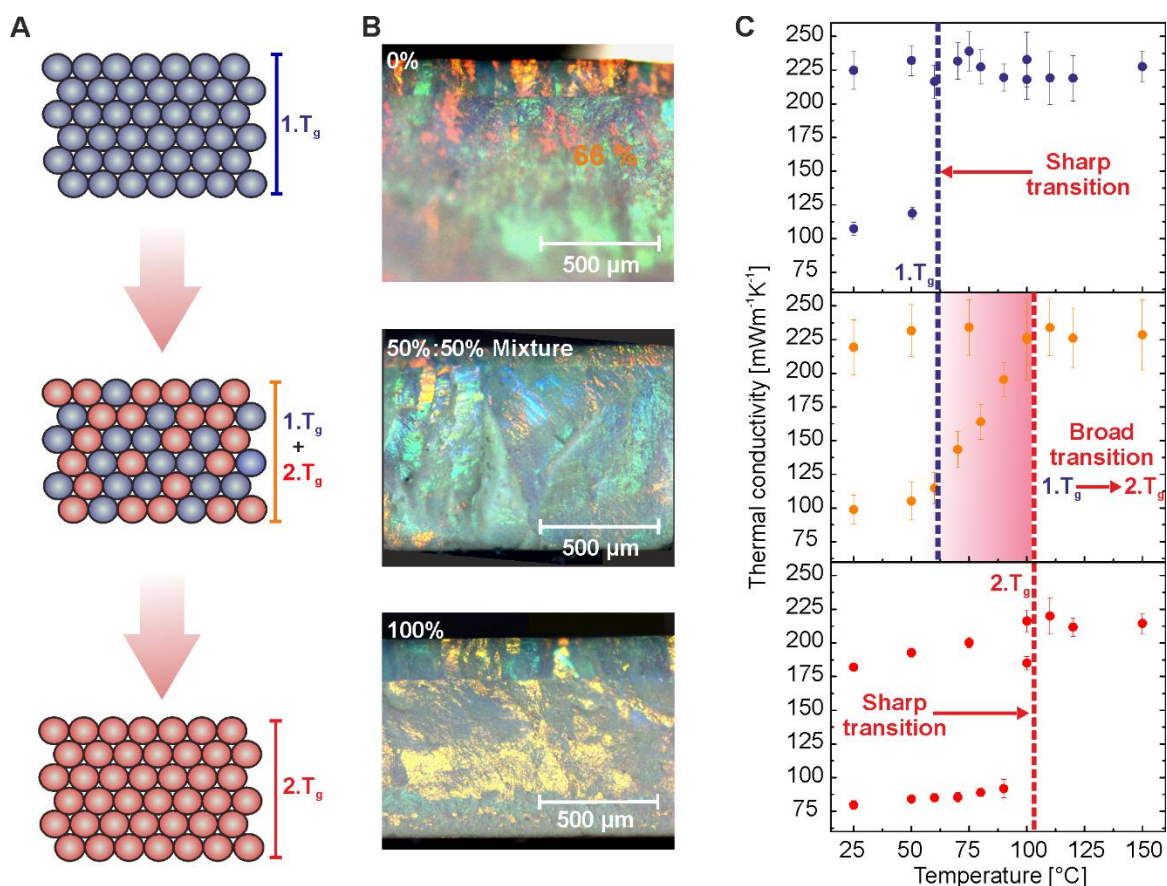 A
1.Tg
1.Tg
+
2.Tg
2.Tg
B
0%
66 %
500 µm
50%:50% Mixture
500 µm
100%
500 µm
C
Thermal conductivity [mWm⁻¹K⁻¹]
250
225
200
175
150
125
100
75
Sharp
transition
1.Tg
250
225
200
175
150
125
100
75
Broad
transition
1.Tg
2.Tg
250
225
200
175
150
125
100
75
2.Tg
Sharp
transition
25
50
75
100
125
150
Temperature [°C]